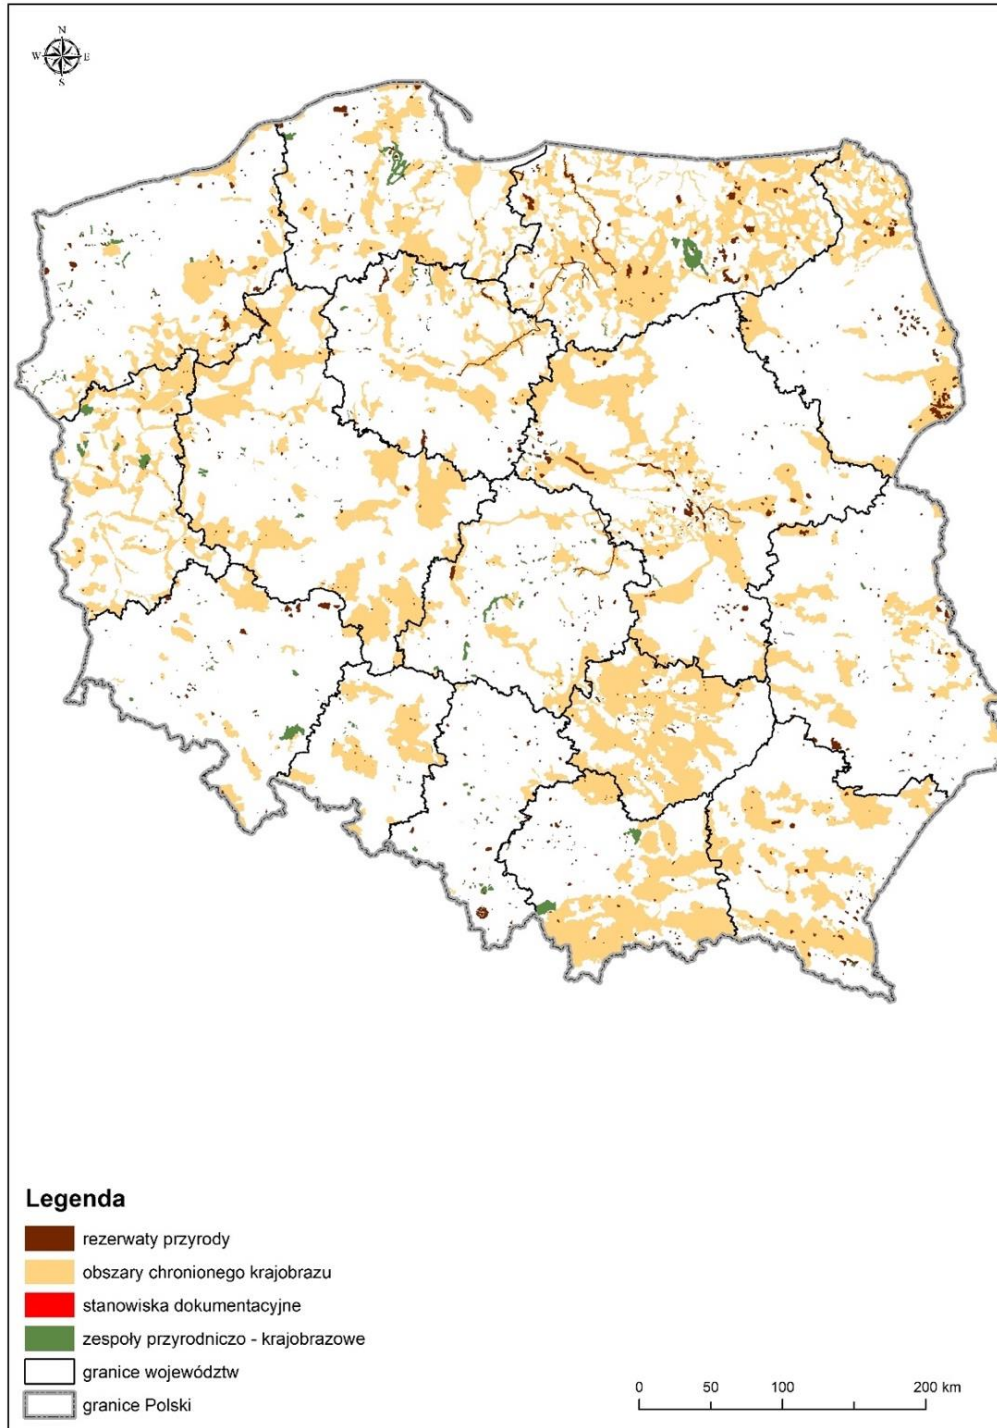 N
W E
S
Legenda
rezerwaty przyrody
obszary chronionego krajobrazu
stanowiska dokumentacyjne
zespoły przyrodniczo - krajobrazowe
granice województw
granice Polski
0 50 100 200 km